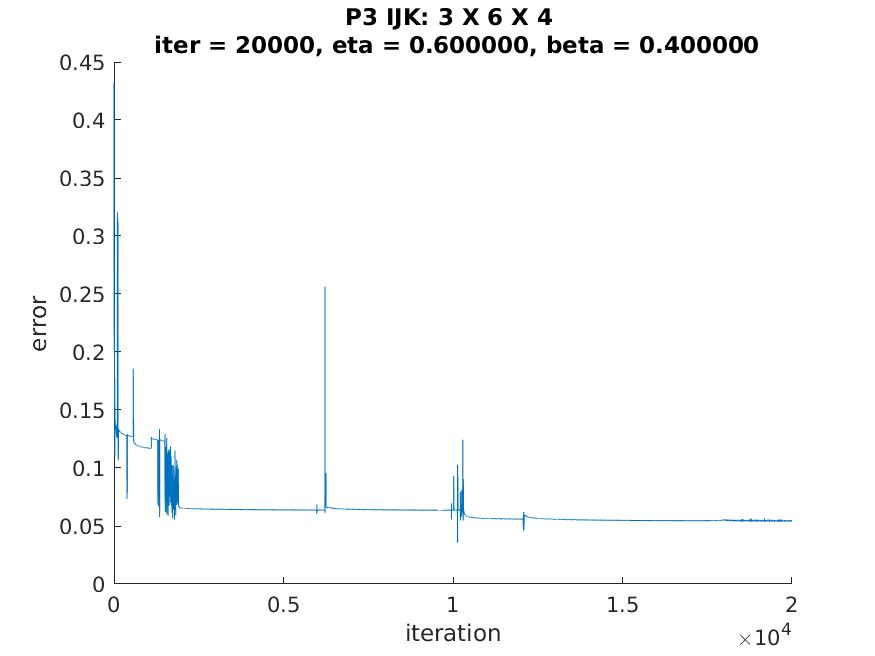 P3 IJK: 3 X 6 X 4
iter = 20000, eta = 0.600000, beta = 0.400000
0.45
0.4
0.35
0.3
0.25
0.2
0.15
0.1
0.05
0
error
0 0.5 1 1.5 2
iteration
×10^4